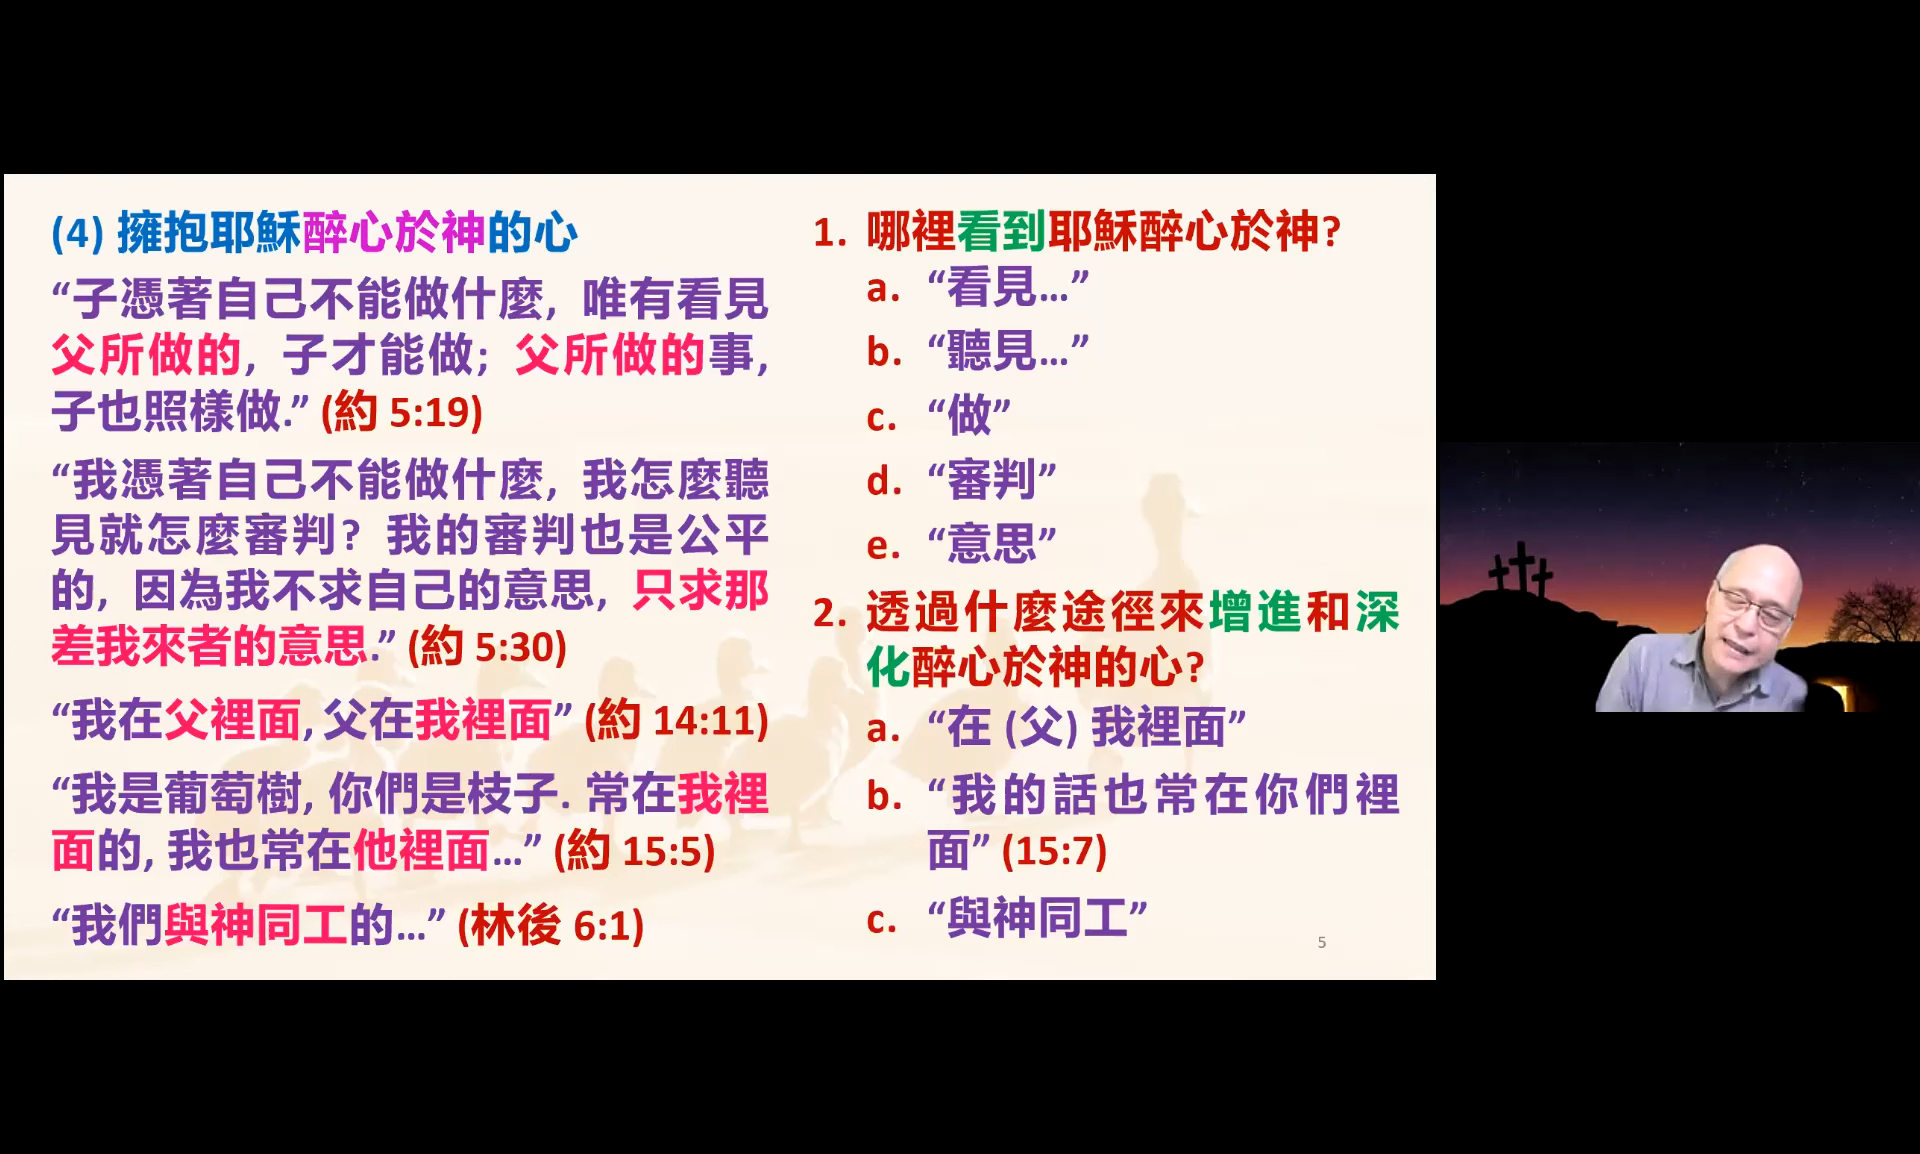 (4) 擁抱耶穌醉心於神的心
“子憑著自己不能做什麼, 唯有看見
父所做的, 子才能做; 父所做的事,
子也照樣做.” (約 5:19)
“我憑著自己不能做什麼, 我怎麼聽
見就怎麼審判? 我的審判也是公平
的, 因為我不求自己的意思, 只求那
差我來者的意思.” (約 5:30)
“我在父裡面, 父在我裡面” (約 14:11)
“我是葡萄樹, 你們是枝子. 常在我裡
面的, 我也常在他裡面...” (約 15:5)
“我們與神同工的...” (林後 6:1)
1. 哪裡看到耶穌醉心於神?
a. “看見...”
b. “聽見...”
c. “做”
d. “審判”
e. “意思”
2. 透過什麼途徑來增進和深
化醉心於神的心?
a. “在 (父) 我裡面”
b. “我的話也常在你們裡
面” (15:7)
c. “與神同工”
5